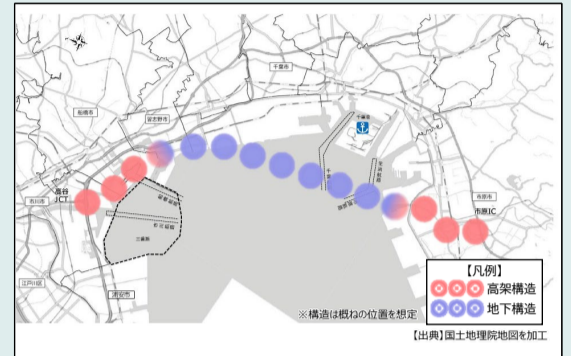 千葉市
船橋市
習志野市
千葉港
高谷
JCT
市川市
三番瀬
市原市
市原IC
江戸川区
浦安市
※構造は概ねの位置を想定
【凡例】
高架構造
地下構造
【出典】国土地理院地図を加工